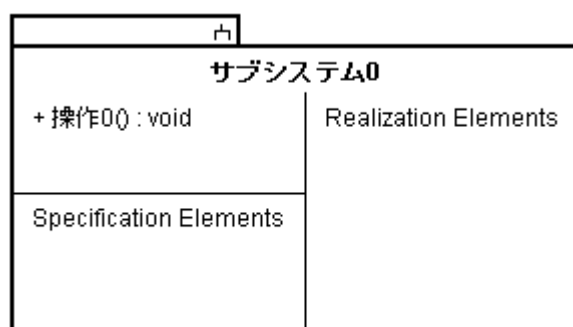 サブシステム0
+ 操作0() : void
Realization Elements
Specification Elements